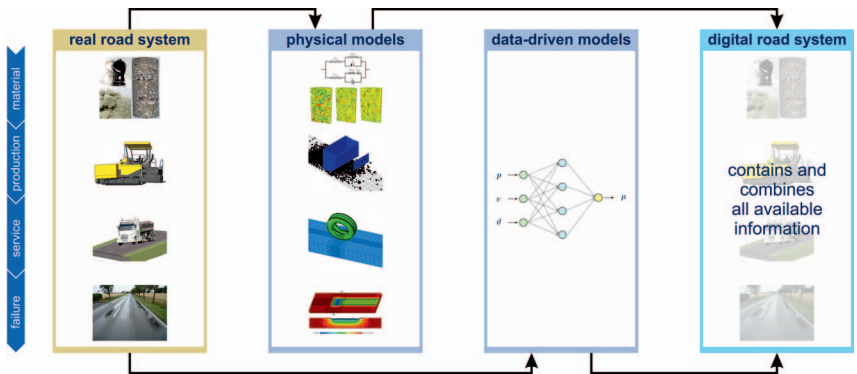 real road system
physical models
data-driven models
digital road system
material
production
service
failure
p
v
ϑ
μ
contains and
combines
all available
information